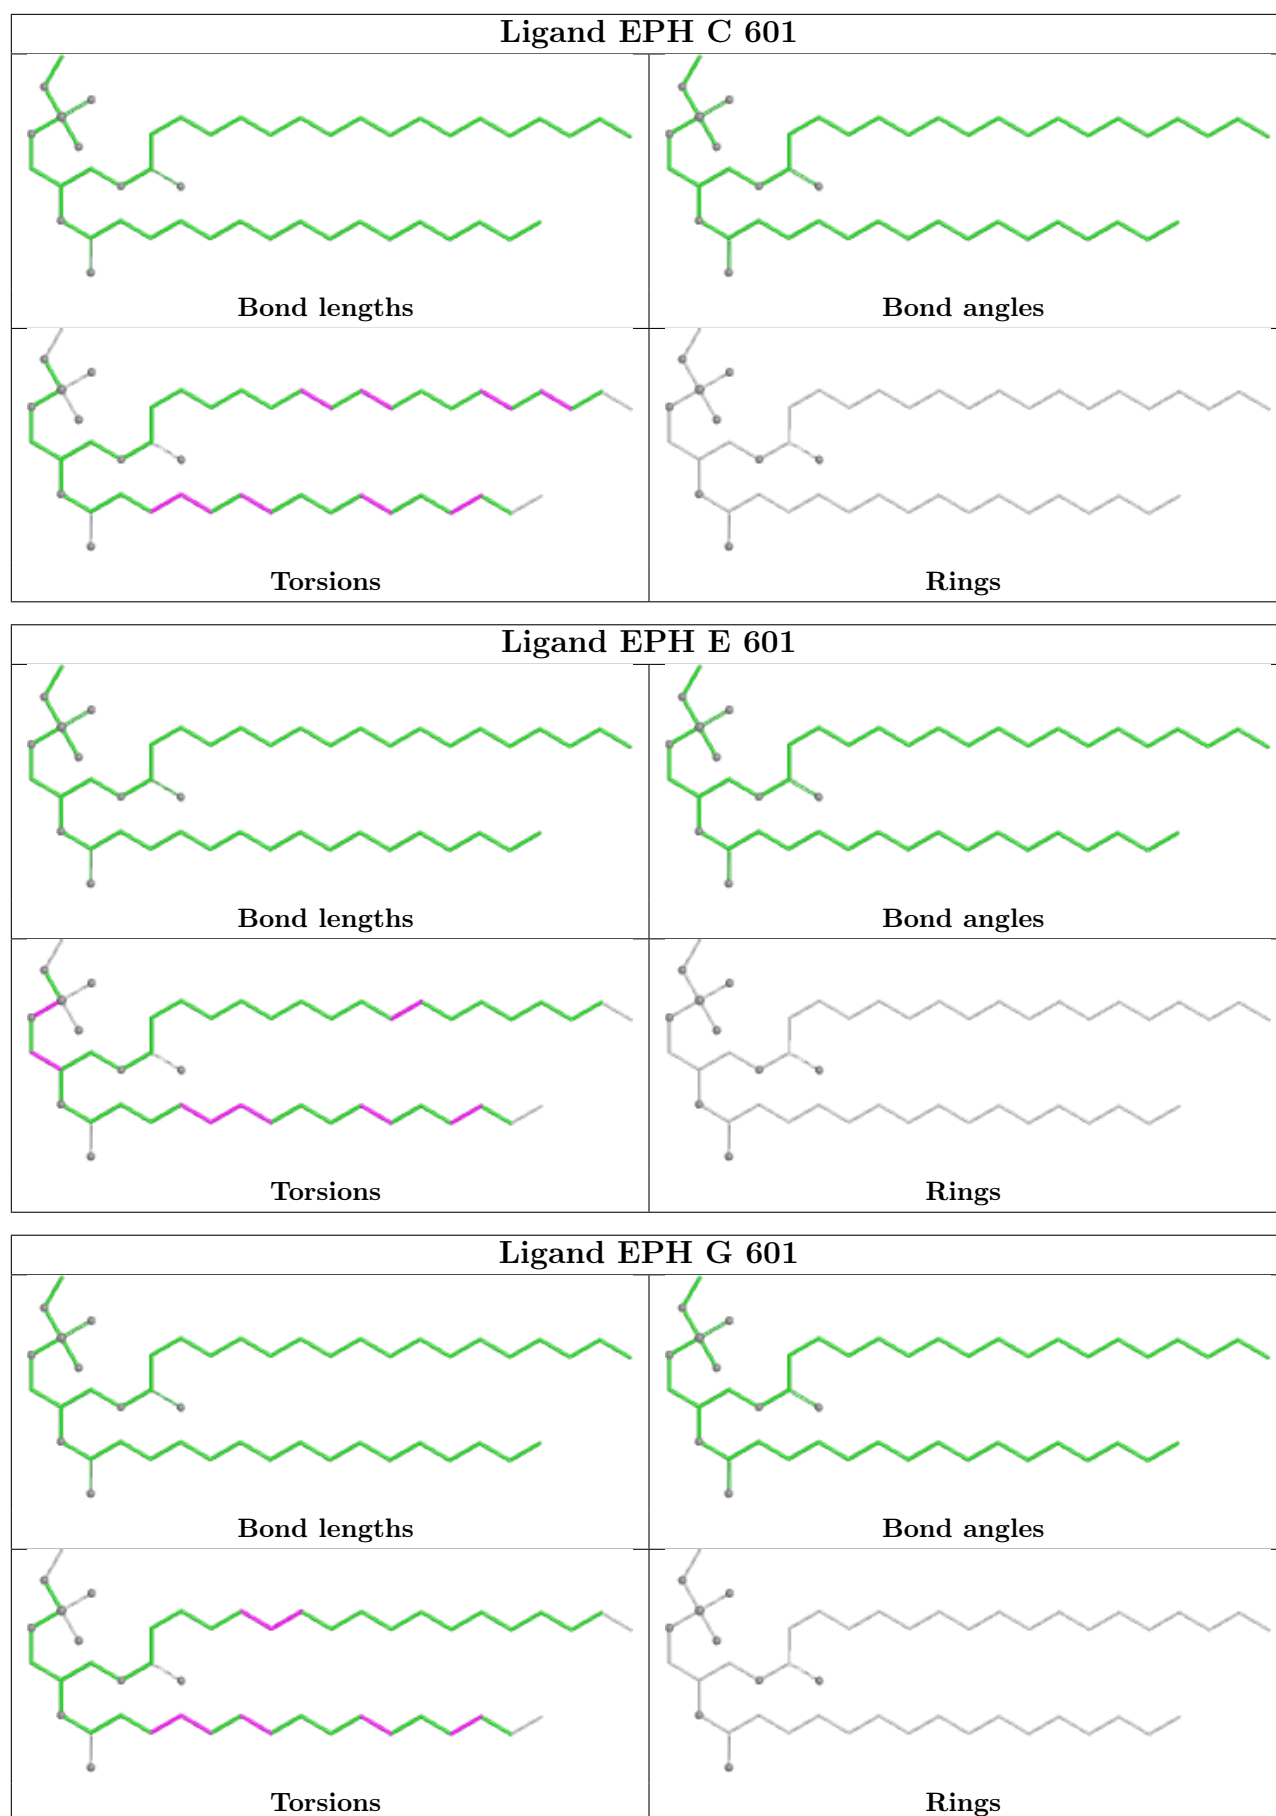 Ligand EPH C 601
Bond lengths
Bond angles
Torsions
Rings
Ligand EPH E 601
Bond lengths
Bond angles
Torsions
Rings
Ligand EPH G 601
Bond lengths
Bond angles
Torsions
Rings